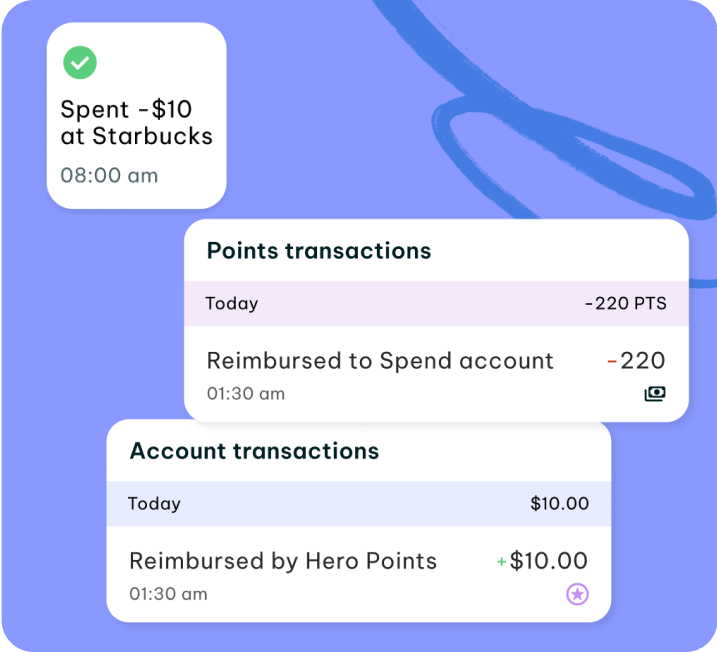 Spent -$10
at Starbucks
08:00 am
Points transactions
Today -220 PTS
Reimbursed to Spend account -220
01:30 am
Account transactions
Today $10.00
Reimbursed by Hero Points +$10.00
01:30 am